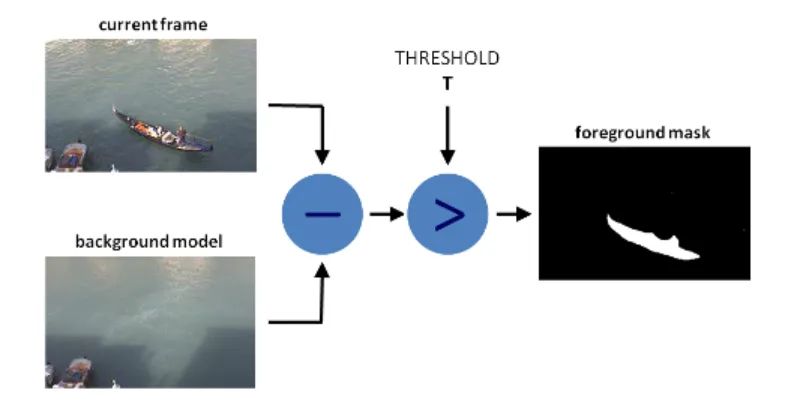 current frame
THRESHOLD
T
foreground mask
−
>
background model